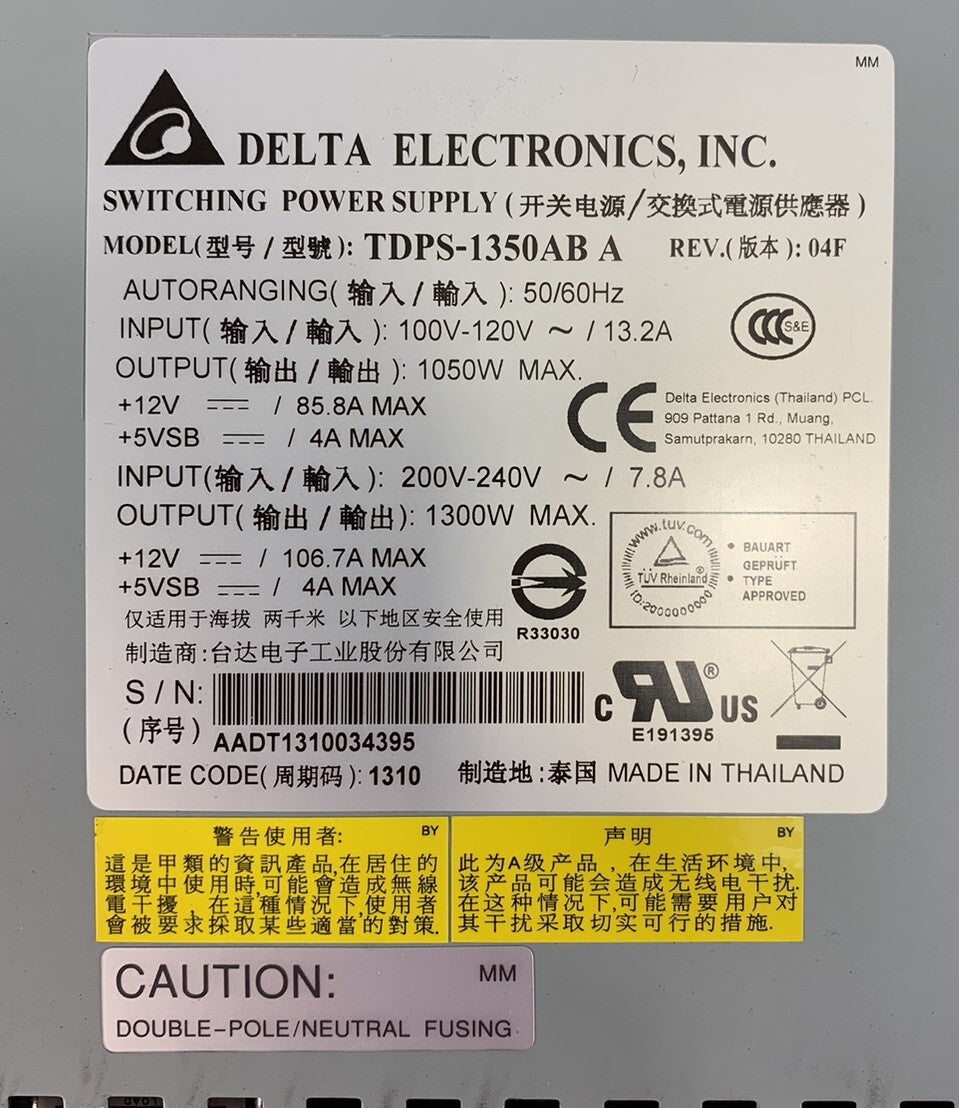 MM
DELTA ELECTRONICS, INC.
SWITCHING POWER SUPPLY (开关电源/交換式電源供應器)
MODEL(型号 / 型號): TDPS-1350AB A REV.(版本): 04F
AUTORANGING(输入 / 輸入 ): 50/60Hz
INPUT(输入 / 輸入 ): 100V-120V ~ / 13.2A
S&E
OUTPUT(输出 / 輸出 ): 1050W MAX.
+12V ⎓ / 85.8A MAX
+5VSB ⎓ / 4A MAX
CE
Delta Electronics (Thailand) PCL.
909 Pattana 1 Rd., Muang,
Samutprakarn, 10280 THAILAND
INPUT(输入 / 輸入 ): 200V-240V ~ / 7.8A
OUTPUT(输出 / 輸出): 1300W MAX.
+12V ⎓ / 106.7A MAX
+5VSB ⎓ / 4A MAX
R33030
www.tuv.com
TÜV Rheinland®
ID:2000000000
• BAUART
GEPRÜFT
• TYPE
APPROVED
仅适用于海拔 两千米 以下地区安全使用
制造商:台达电子工业股份有限公司
S / N:
(序号)
AADT1310034395
C RU® US
E191395
DATE CODE(周期码): 1310 制造地:泰国 MADE IN THAILAND
警告使用者: BY
這是甲類的資訊產品,在居住的
環境中使用時,可能會造成無線
電干擾, 在這種情況下,使用者
會被要求採取某些適當的對策.
声明 BY
此为A级产品 , 在生活环境中,
该产品可能会造成无线电干扰.
在这种情况下,可能需要用户对
其干扰采取切实可行的措施.
CAUTION: MM
DOUBLE-POLE/NEUTRAL FUSING